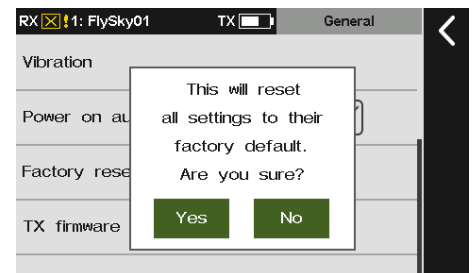 RX ! 1: FlySky01 TX General
Vibration
Power on au
Factory rese
TX firmware
This will reset
all settings to their
factory default.
Are you sure?
Yes No